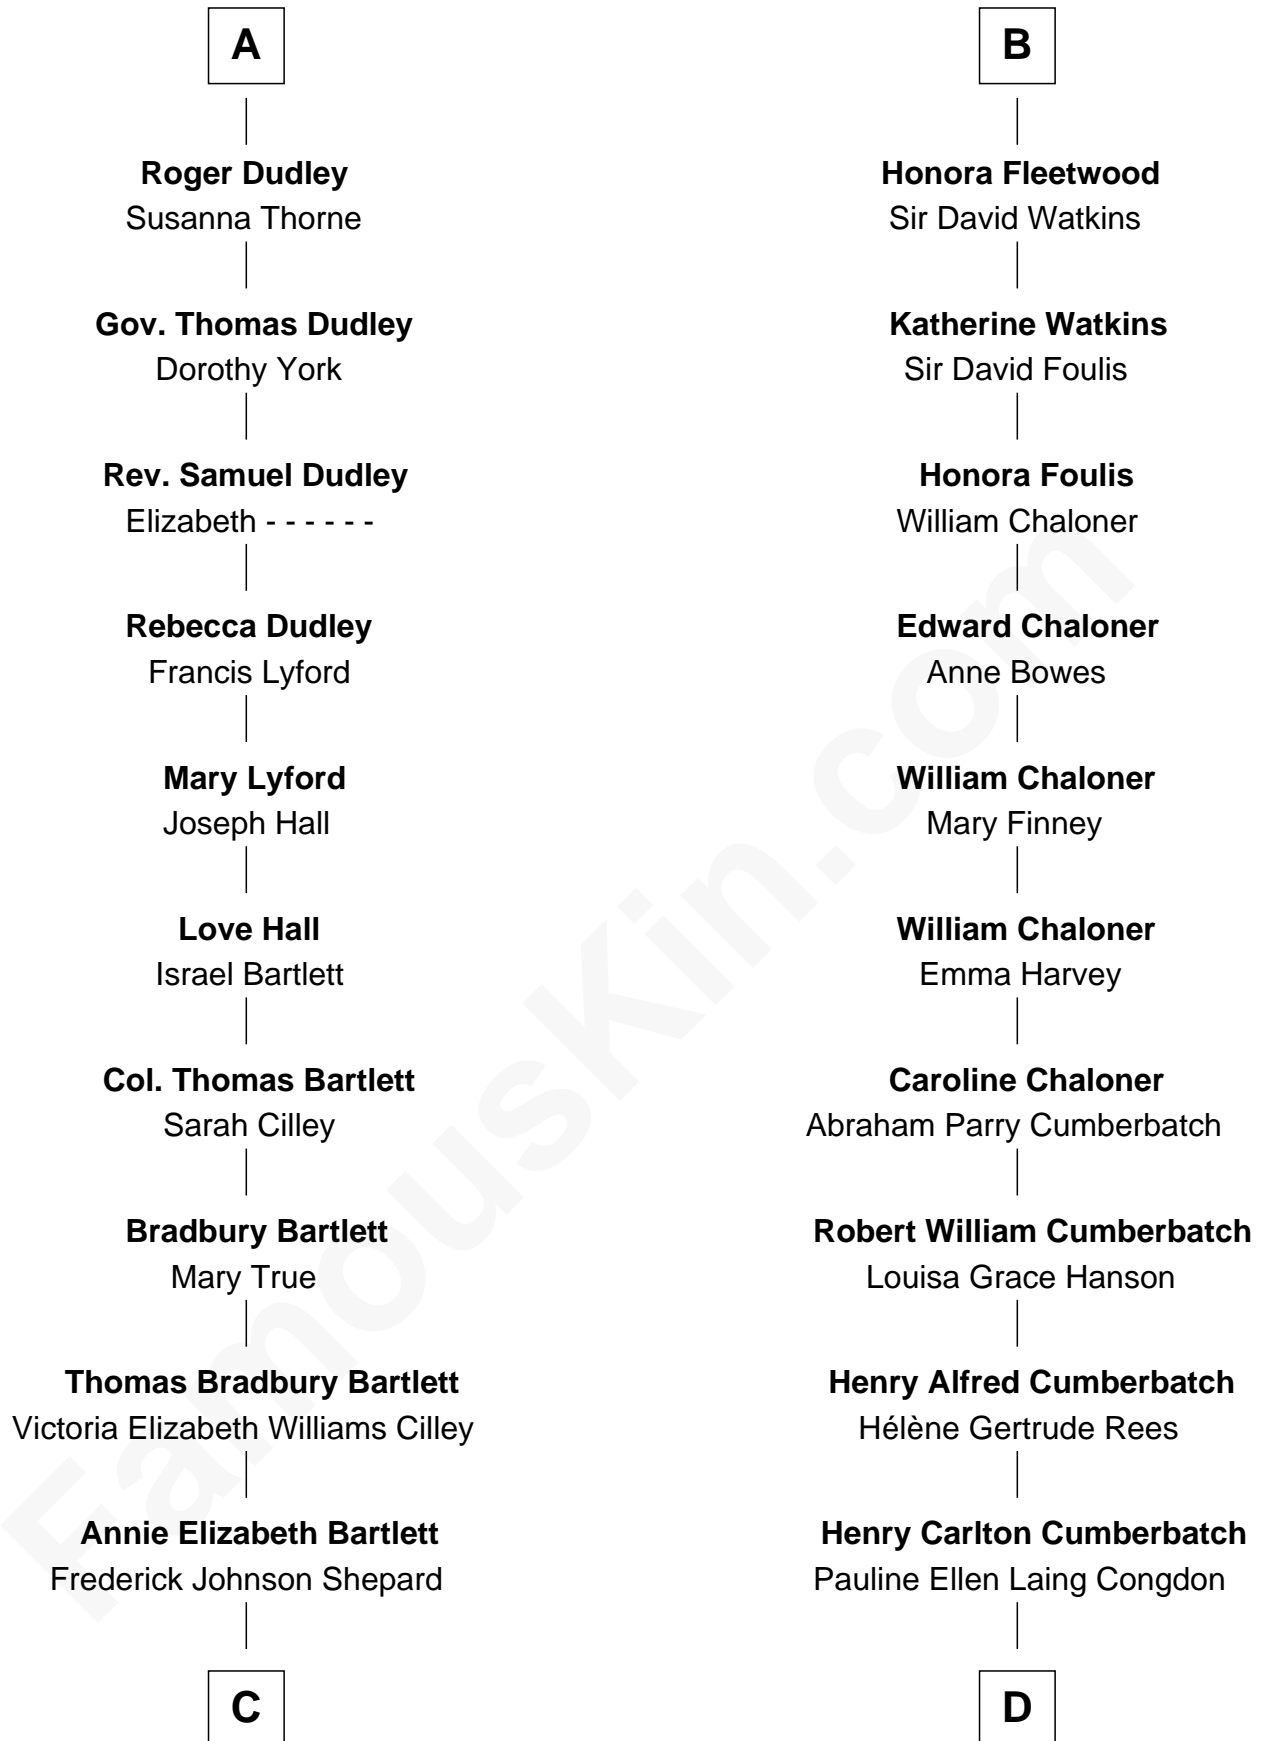 A
Roger Dudley
Susanna Thorne
Gov. Thomas Dudley
Dorothy York
Rev. Samuel Dudley
Elizabeth - - - - - -
Rebecca Dudley
Francis Lyford
Mary Lyford
Joseph Hall
Love Hall
Israel Bartlett
Col. Thomas Bartlett
Sarah Cilley
Bradbury Bartlett
Mary True
Thomas Bradbury Bartlett
Victoria Elizabeth Williams Cilley
Annie Elizabeth Bartlett
Frederick Johnson Shepard
C
B
Honora Fleetwood
Sir David Watkins
Katherine Watkins
Sir David Foulis
Honora Foulis
William Chaloner
Edward Chaloner
Anne Bowes
William Chaloner
Mary Finney
William Chaloner
Emma Harvey
Caroline Chaloner
Abraham Parry Cumberbatch
Robert William Cumberbatch
Louisa Grace Hanson
Henry Alfred Cumberbatch
Hélène Gertrude Rees
Henry Carlton Cumberbatch
Pauline Ellen Laing Congdon
D
FamousKin.com